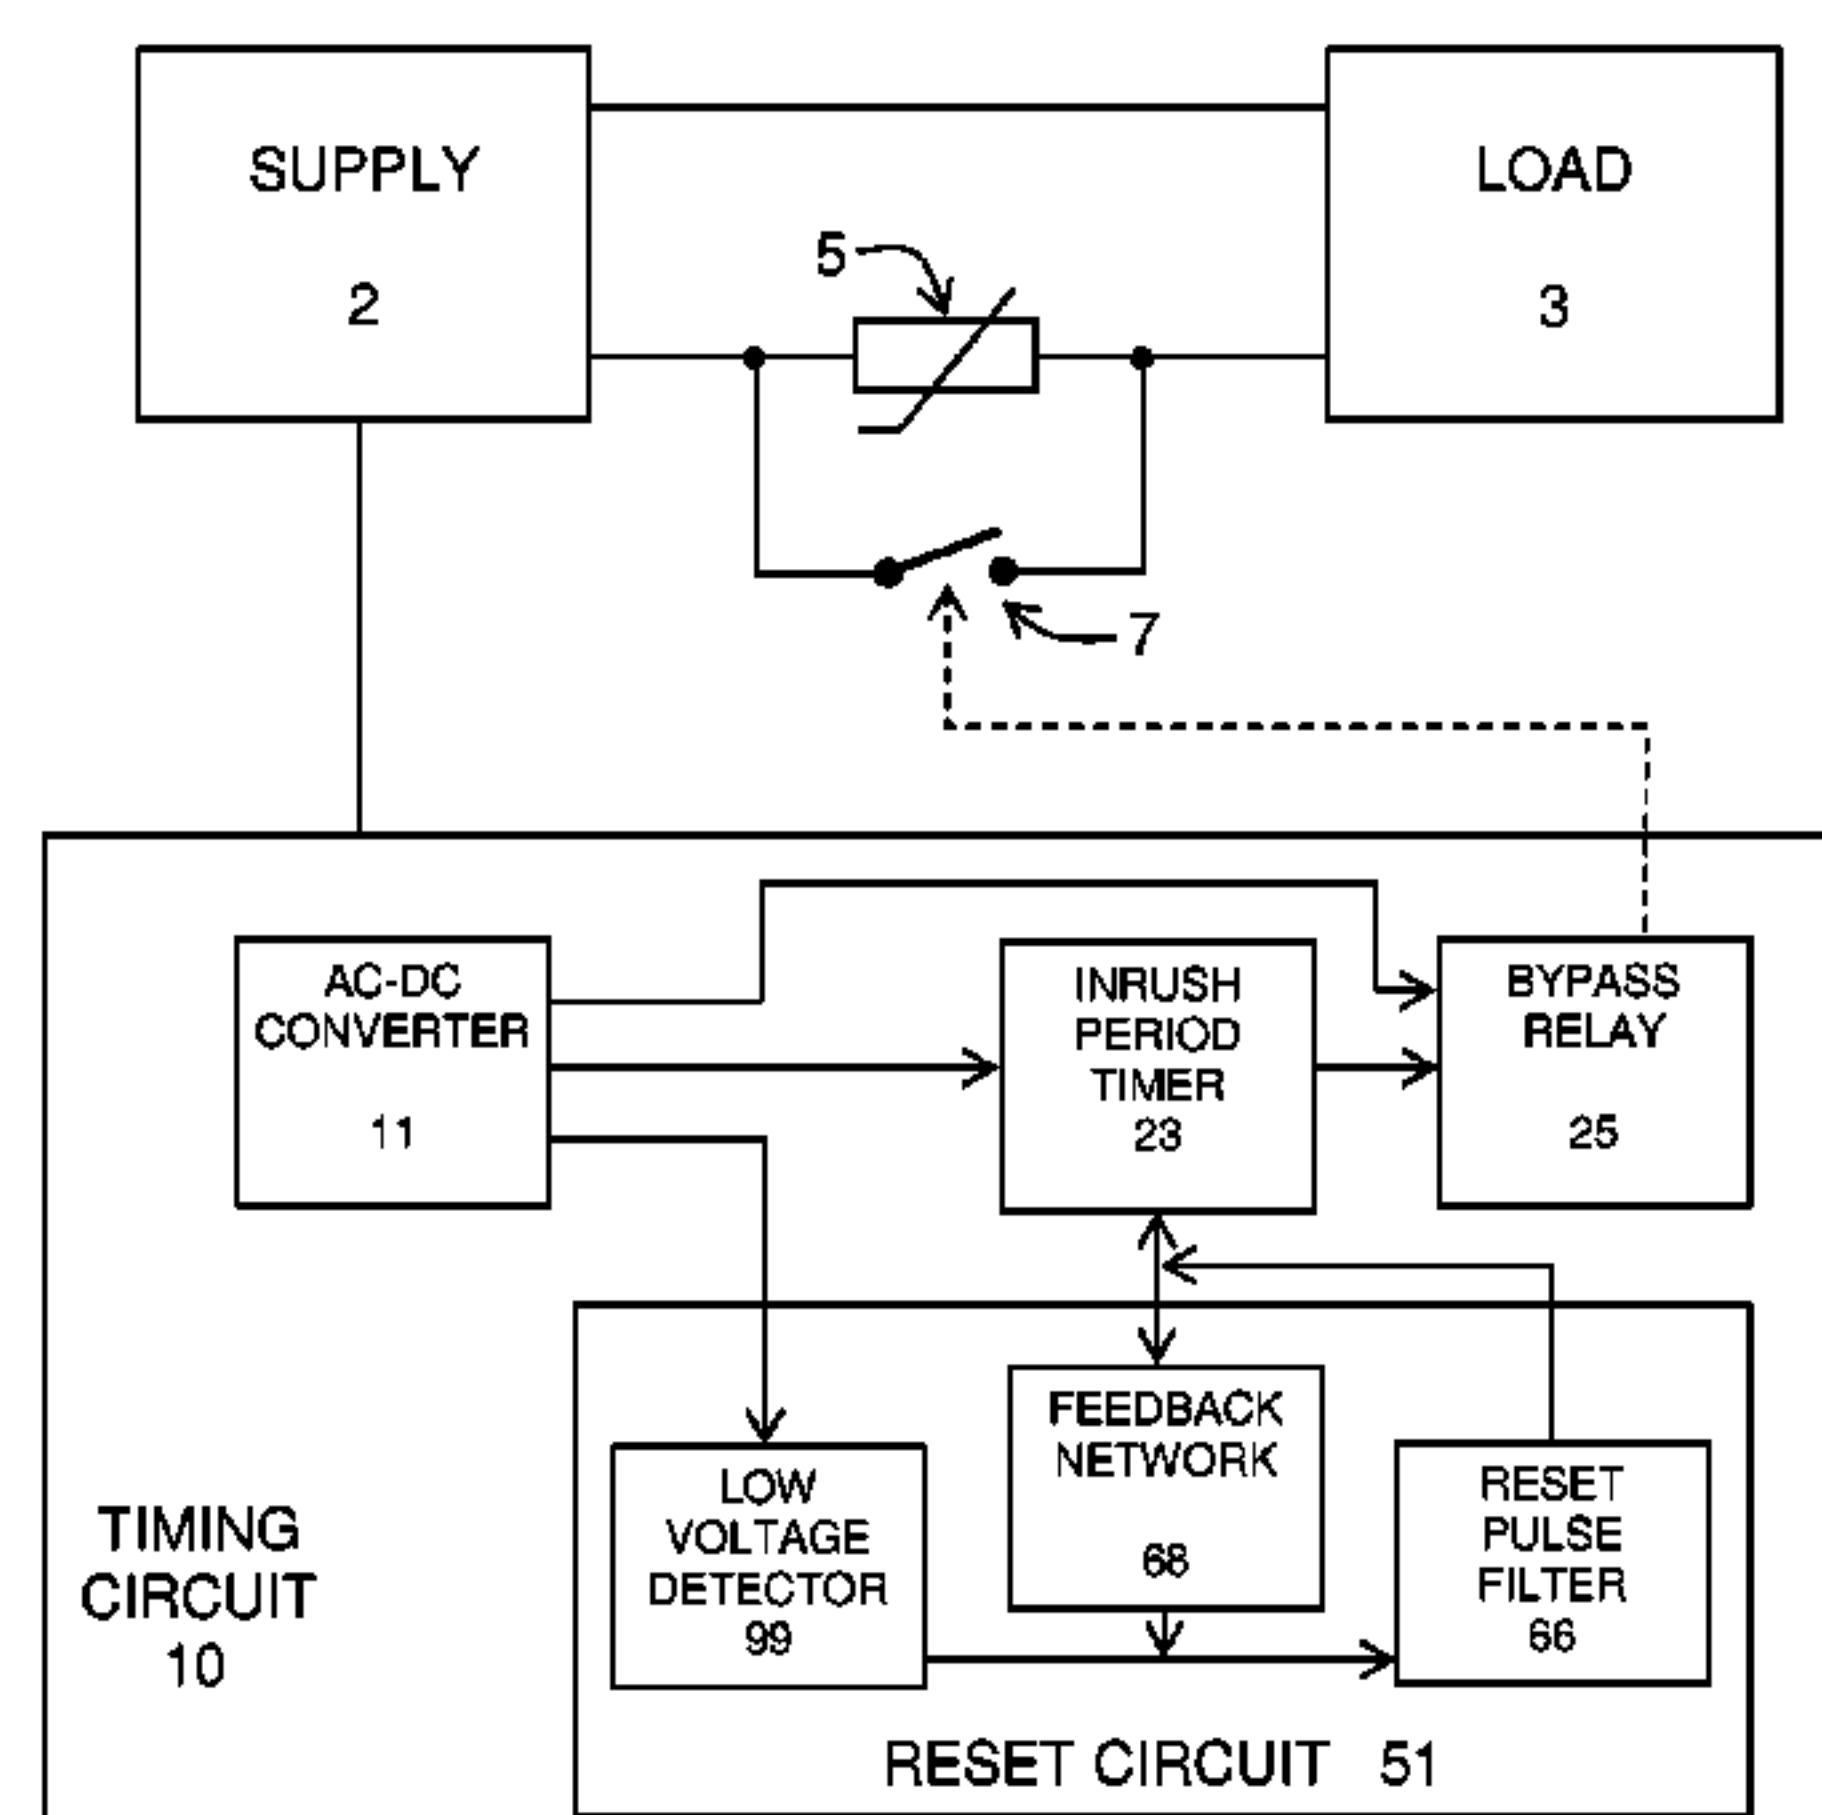 SUPPLY
2
LOAD
3
5
7
AC-DC
CONVERTER
11
INRUSH
PERIOD
TIMER
23
BYPASS
RELAY
25
LOW
VOLTAGE
DETECTOR
99
FEEDBACK
NETWORK
68
RESET
PULSE
FILTER
66
TIMING
CIRCUIT
10
RESET CIRCUIT 51